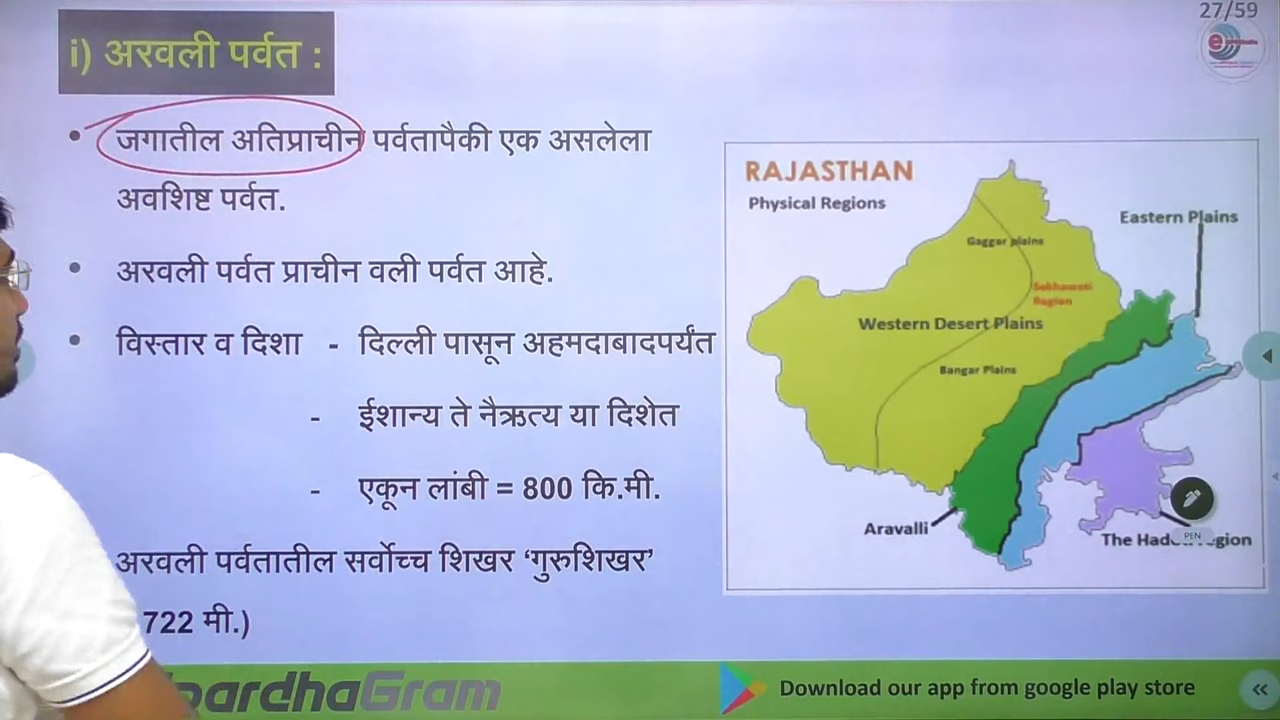 27/59
i) अरवली पर्वत :
• जगातील अतिप्राचीन पर्वतापैकी एक असलेला
अवशिष्ट पर्वत.
• अरवली पर्वत प्राचीन वली पर्वत आहे.
• विस्तार व दिशा - दिल्ली पासून अहमदाबादपर्यंत
- ईशान्य ते नैऋत्य या दिशेत
- एकून लांबी = 800 कि.मी.
अरवली पर्वतातील सर्वोच्च शिखर ‘गुरुशिखर’
722 मी.)
RAJASTHAN
Physical Regions
Eastern Plains
Gaggar plains
Sekhawati
Region
Western Desert Plains
Bangar Plains
Aravalli
The Had
gion
PEN
pardhaGram
Download our app from google play store